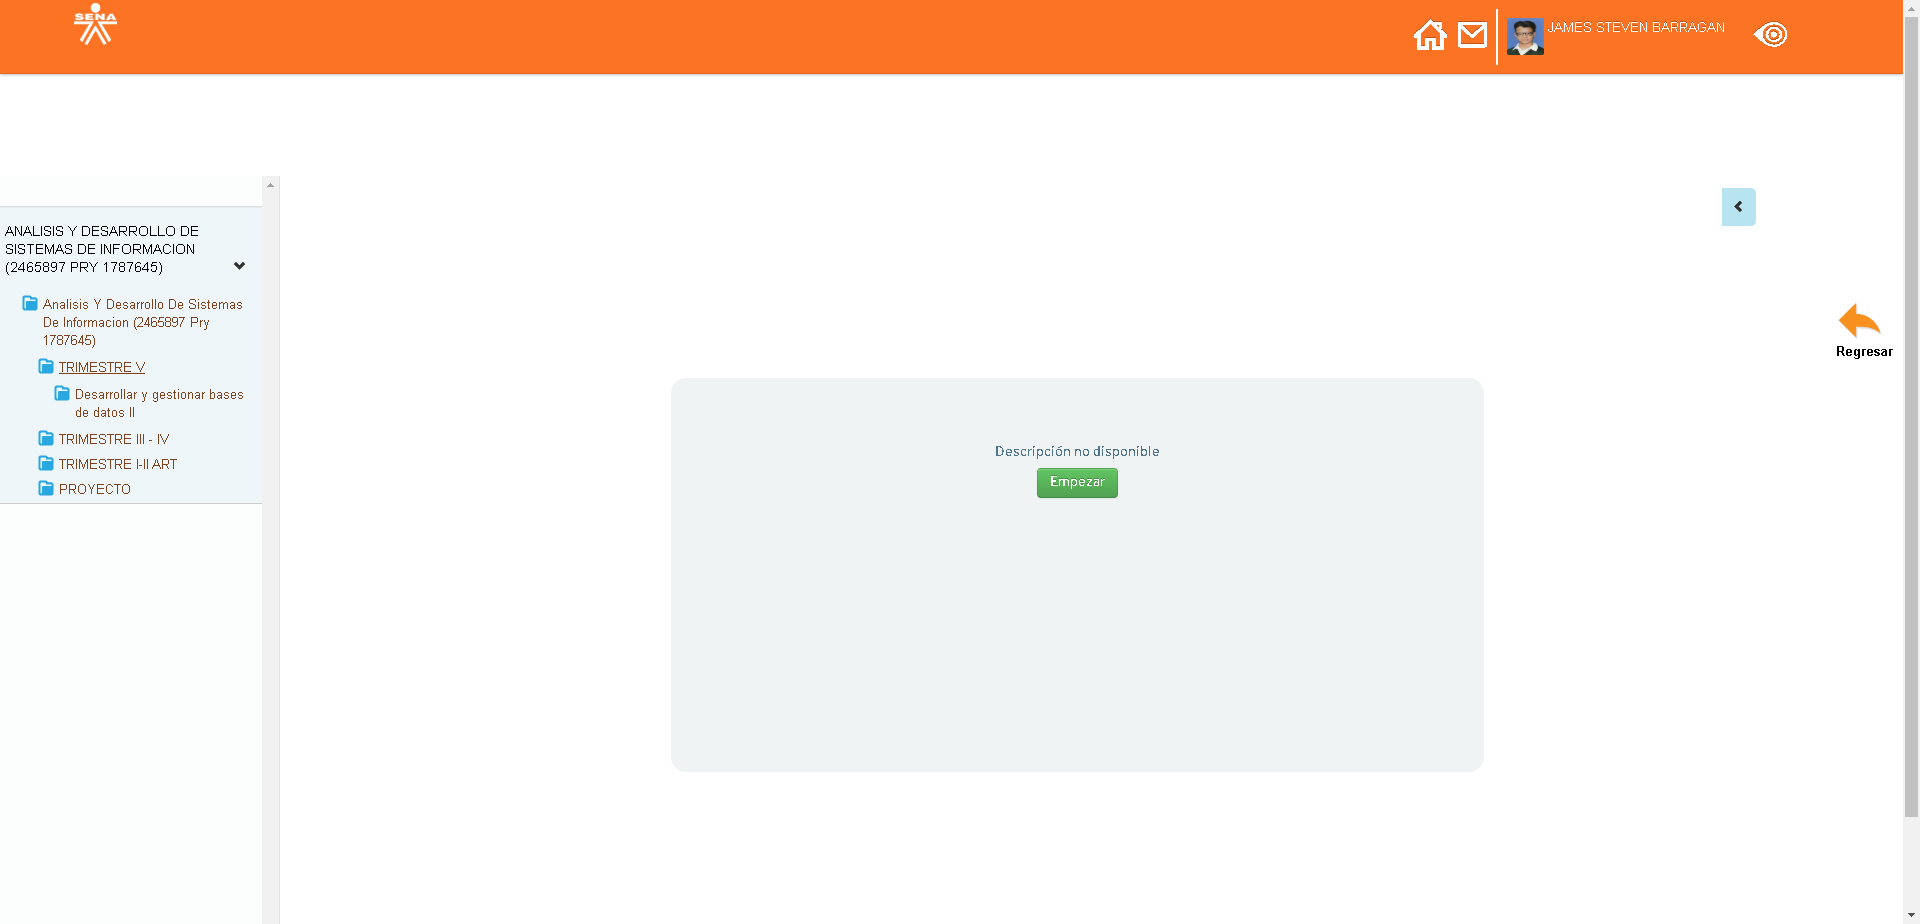 SENA
JAMES STEVEN BARRAGAN
ANALISIS Y DESARROLLO DE
SISTEMAS DE INFORMACION
(2465897 PRY 1787645)
Analisis Y Desarrollo De Sistemas
De Informacion (2465897 Pry
1787645)
TRIMESTRE V
Desarrollar y gestionar bases
de datos II
TRIMESTRE III - IV
TRIMESTRE I-II ART
PROYECTO
Regresar
Descripción no disponible
Empezar